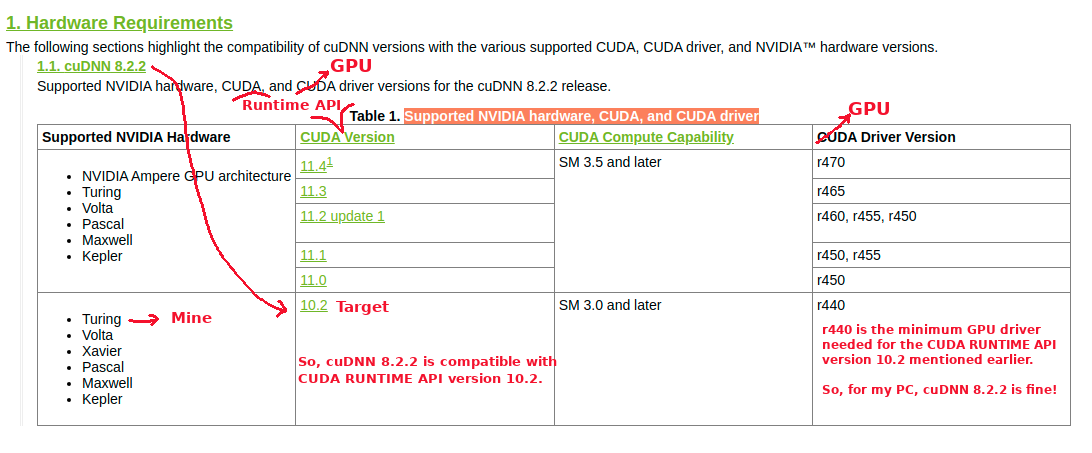 1. Hardware Requirements
The following sections highlight the compatibility of cuDNN versions with the various supported CUDA, CUDA driver, and NVIDIA™ hardware versions.
1.1. cuDNN 8.2.2
GPU
Supported NVIDIA hardware, CUDA, and CUDA driver versions for the cuDNN 8.2.2 release.
Runtime API
Table 1. Supported NVIDIA hardware, CUDA, and CUDA driver
GPU
Supported NVIDIA Hardware
CUDA Version
CUDA Compute Capability
CUDA Driver Version
NVIDIA Ampere GPU architecture
Turing
Volta
Pascal
Maxwell
Kepler
11.4¹
SM 3.5 and later
r470
11.3
r465
11.2 update 1
r460, r455, r450
11.1
r450, r455
11.0
r450
Turing
Mine
Volta
Xavier
Pascal
Maxwell
Kepler
10.2
Target
So, cuDNN 8.2.2 is compatible with
CUDA RUNTIME API version 10.2.
SM 3.0 and later
r440
r440 is the minimum GPU driver
needed for the CUDA RUNTIME API
version 10.2 mentioned earlier.
So, for my PC, cuDNN 8.2.2 is fine!